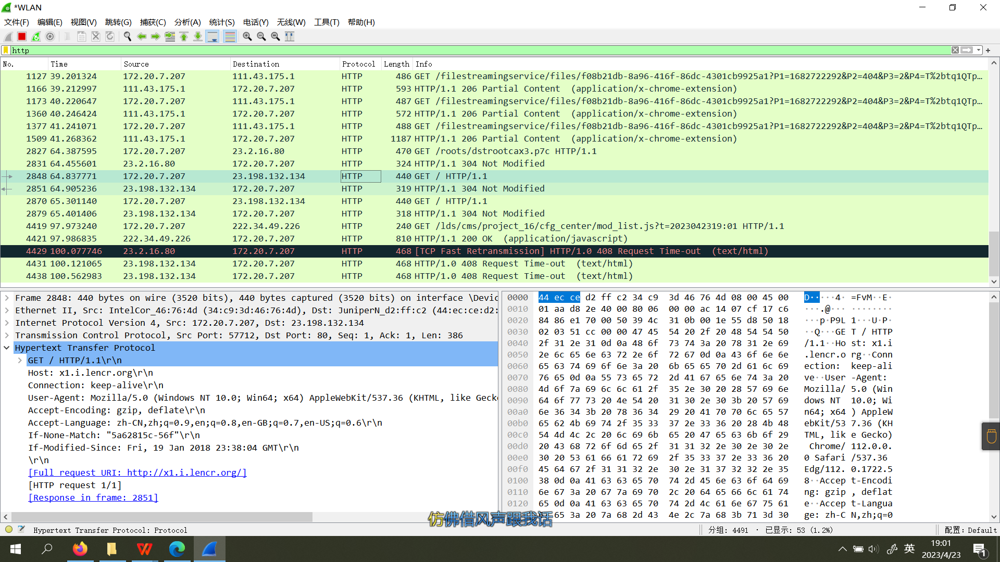 *WLAN
文件(F) 编辑(E) 视图(V) 跳转(G) 捕获(C) 分析(A) 统计(S) 电话(Y) 无线(W) 工具(T) 帮助(H)
http
No. Time Source Destination Protocol Length Info
1127 39.201324 172.20.7.207 111.43.175.1 HTTP 486 GET /filestreamingservice/files/f08b21db-8a96-416f-86dc-4301cb9925a1?P1=1682722292&P2=404&P3=2&P4=T%2btq1QTp…
1166 39.212997 111.43.175.1 172.20.7.207 HTTP 593 HTTP/1.1 206 Partial Content (application/x-chrome-extension)
1173 40.220647 172.20.7.207 111.43.175.1 HTTP 487 GET /filestreamingservice/files/f08b21db-8a96-416f-86dc-4301cb9925a1?P1=1682722292&P2=404&P3=2&P4=T%2btq1QTp…
1360 40.246424 111.43.175.1 172.20.7.207 HTTP 572 HTTP/1.1 206 Partial Content (application/x-chrome-extension)
1377 41.241071 172.20.7.207 111.43.175.1 HTTP 488 GET /filestreamingservice/files/f08b21db-8a96-416f-86dc-4301cb9925a1?P1=1682722292&P2=404&P3=2&P4=T%2btq1QTp…
1509 41.268362 111.43.175.1 172.20.7.207 HTTP 1187 HTTP/1.1 206 Partial Content (application/x-chrome-extension)
2827 64.387595 172.20.7.207 23.2.16.80 HTTP 470 GET /roots/dstrootcax3.p7c HTTP/1.1
2831 64.455601 23.2.16.80 172.20.7.207 HTTP 324 HTTP/1.1 304 Not Modified
2848 64.837771 172.20.7.207 23.198.132.134 HTTP 440 GET / HTTP/1.1
2851 64.905236 23.198.132.134 172.20.7.207 HTTP 319 HTTP/1.1 304 Not Modified
2870 65.301140 172.20.7.207 23.198.132.134 HTTP 440 GET / HTTP/1.1
2879 65.401406 23.198.132.134 172.20.7.207 HTTP 318 HTTP/1.1 304 Not Modified
4419 97.973240 172.20.7.207 222.34.49.226 HTTP 240 GET /lds/cms/project_16/cfg_center/mod_list.js?t=2023042319:01 HTTP/1.1
4421 97.986835 222.34.49.226 172.20.7.207 HTTP 810 HTTP/1.1 200 OK (application/javascript)
4429 100.077746 23.2.16.80 172.20.7.207 HTTP 468 [TCP Fast Retransmission] HTTP/1.0 408 Request Time-out (text/html)
4431 100.121065 23.198.132.134 172.20.7.207 HTTP 468 HTTP/1.0 408 Request Time-out (text/html)
4438 100.562983 23.198.132.134 172.20.7.207 HTTP 468 HTTP/1.0 408 Request Time-out (text/html)
Frame 2848: 440 bytes on wire (3520 bits), 440 bytes captured (3520 bits) on interface \Devic
Ethernet II, Src: IntelCor_46:76:4d (34:c9:3d:46:76:4d), Dst: JuniperN_d2:ff:c2 (44:ec:ce:d2:
Internet Protocol Version 4, Src: 172.20.7.207, Dst: 23.198.132.134
Transmission Control Protocol, Src Port: 57712, Dst Port: 80, Seq: 1, Ack: 1, Len: 386
Hypertext Transfer Protocol
GET / HTTP/1.1\r\n
Host: x1.i.lencr.org\r\n
Connection: keep-alive\r\n
User-Agent: Mozilla/5.0 (Windows NT 10.0; Win64; x64) AppleWebKit/537.36 (KHTML, like Geck
Accept-Encoding: gzip, deflate\r\n
Accept-Language: zh-CN,zh;q=0.9,en;q=0.8,en-GB;q=0.7,en-US;q=0.6\r\n
If-None-Match: "5a62815c-56f"\r\n
If-Modified-Since: Fri, 19 Jan 2018 23:38:04 GMT\r\n
\r\n
[Full request URI: http://x1.i.lencr.org/]
[HTTP request 1/1]
[Response in frame: 2851]
0000 44 ec ce d2 ff c2 34 c9 3d 46 76 4d 08 00 45 00 D·····4· =FvM··E·
0010 01 aa d8 2e 40 00 80 06 00 00 ac 14 07 cf 17 c6 ···.@··· ········
0020 84 86 e1 70 00 50 39 4c 31 0b 00 1e 55 d8 50 18 ···p·P9L 1···U·P·
0030 02 03 51 cc 00 00 47 45 54 20 2f 20 48 54 54 50 ··Q···GE T / HTTP
0040 2f 31 2e 31 0d 0a 48 6f 73 74 3a 20 78 31 2e 69 /1.1··Ho st: x1.i
0050 2e 6c 65 6e 63 72 2e 6f 72 67 0d 0a 43 6f 6e 6e .lencr.o rg··Conn
0060 65 63 74 69 6f 6e 3a 20 6b 65 65 70 2d 61 6c 69 ection: keep-ali
0070 76 65 0d 0a 55 73 65 72 2d 41 67 65 6e 74 3a 20 ve··User -Agent:
0080 4d 6f 7a 69 6c 6c 61 2f 35 2e 30 20 28 57 69 6e Mozilla/ 5.0 (Win
0090 64 6f 77 73 20 4e 54 20 31 30 2e 30 3b 20 57 69 dows NT 10.0; Wi
00a0 6e 36 34 3b 20 78 36 34 29 20 41 70 70 6c 65 57 n64; x64 ) AppleW
00b0 65 62 4b 69 74 2f 35 33 37 2e 33 36 20 28 4b 48 ebKit/53 7.36 (KH
00c0 54 4d 4c 2c 20 6c 69 6b 65 20 47 65 63 6b 6f 29 TML, lik e Gecko)
00d0 20 43 68 72 6f 6d 65 2f 31 31 32 2e 30 2e 30 2e Chrome/ 112.0.0.
00e0 30 20 53 61 66 61 72 69 2f 35 33 37 2e 33 36 20 0 Safari /537.36
00f0 45 64 67 2f 31 31 32 2e 30 2e 31 37 32 32 2e 35 Edg/112. 0.1722.5
0100 38 0d 0a 41 63 63 65 70 74 2d 45 6e 63 6f 64 69 8··Accep t-Encodi
0110 6e 67 3a 20 67 7a 69 70 2c 20 64 65 66 6c 61 74 ng: gzip , deflat
0120 65 0d 0a 41 63 63 65 70 74 2d 4c 61 6e 67 75 61 e··Accep t-Langua
65 3a 20 7a 68 2d 43 4e 2c 7a 68 3b 71 3d 30 ge: zh-C N,zh;q=0
仿佛借风声跟我话
Hypertext Transfer Protocol: Protocol
分组: 4491 · 已显示: 53 (1.2%)
配置: Default
英
19:01
2023/4/23
1